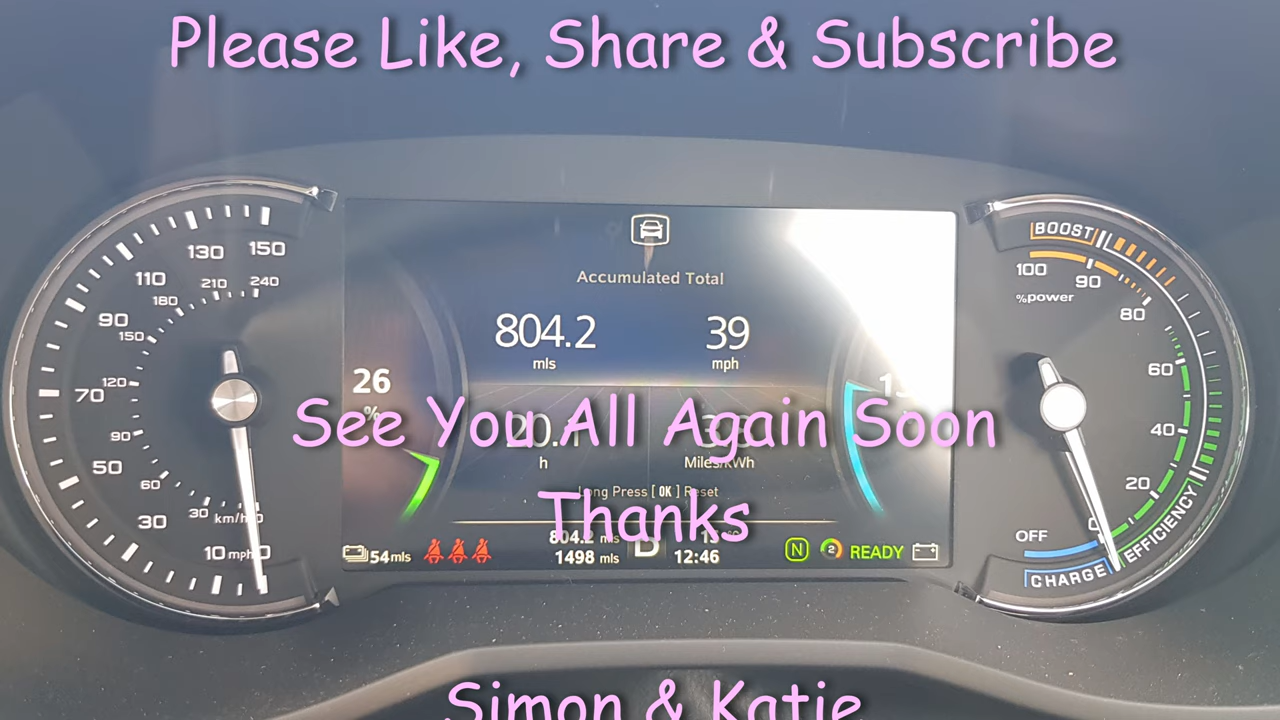 Please Like, Share & Subscribe
Accumulated Total
804.2 39
mls mph
26
%
See You All Again Soon
h Miles/kWh
Long Press [ OK ] Reset
Thanks
54mls 804.2 mls
1498 mls 12:46 N 2 READY
Simon & Katie
150
130
110
90
70
50
30
10 mph 0
240
210
180
150
120
90
60
30 km/h 0
BOOST
100
90
%power
80
60
40
20
0
OFF
CHARGE
EFFICIENCY